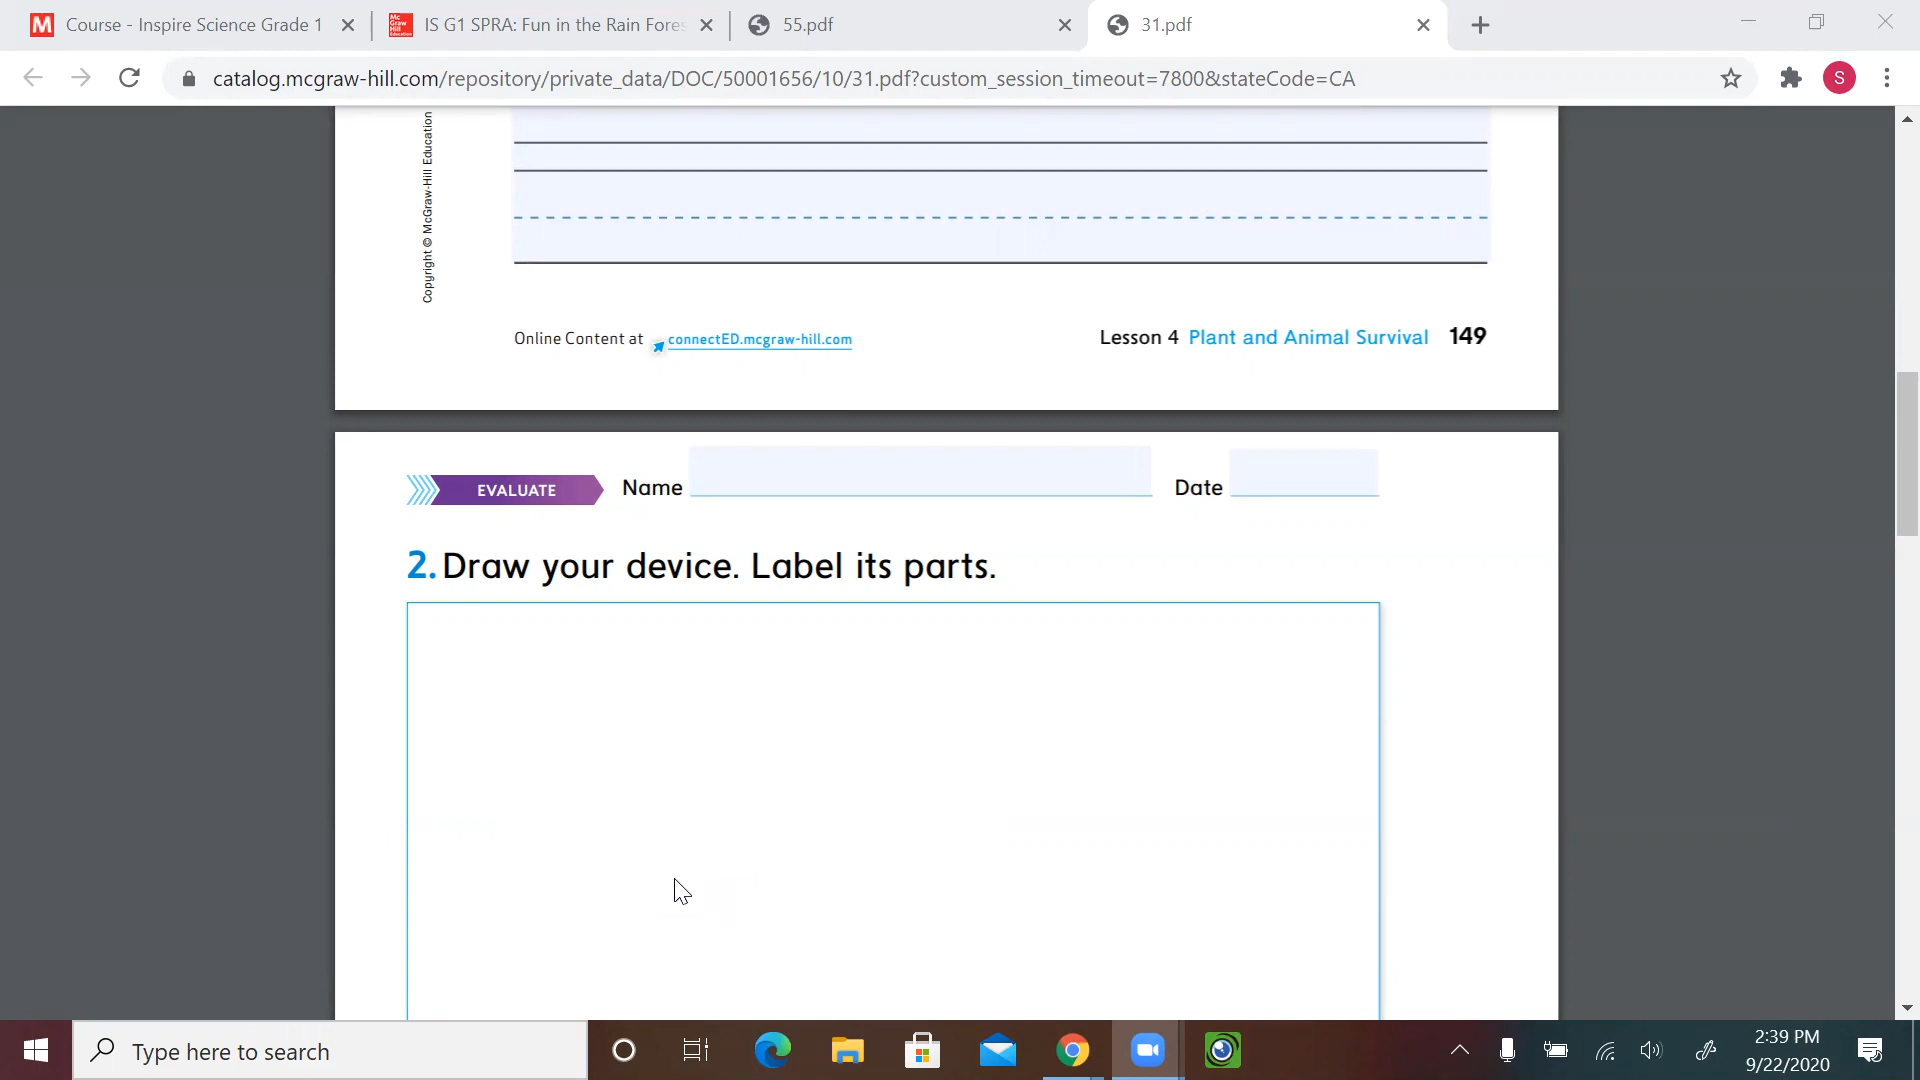 Course - Inspire Science Grade 1
IS G1 SPRA: Fun in the Rain Fores
55.pdf
31.pdf
catalog.mcgraw-hill.com/repository/private_data/DOC/50001656/10/31.pdf?custom_session_timeout=7800&stateCode=CA
S
Copyright © McGraw-Hill Education
Online Content at connectED.mcgraw-hill.com
Lesson 4 Plant and Animal Survival 149
EVALUATE Name Date
2. Draw your device. Label its parts.
Type here to search
2:39 PM
9/22/2020